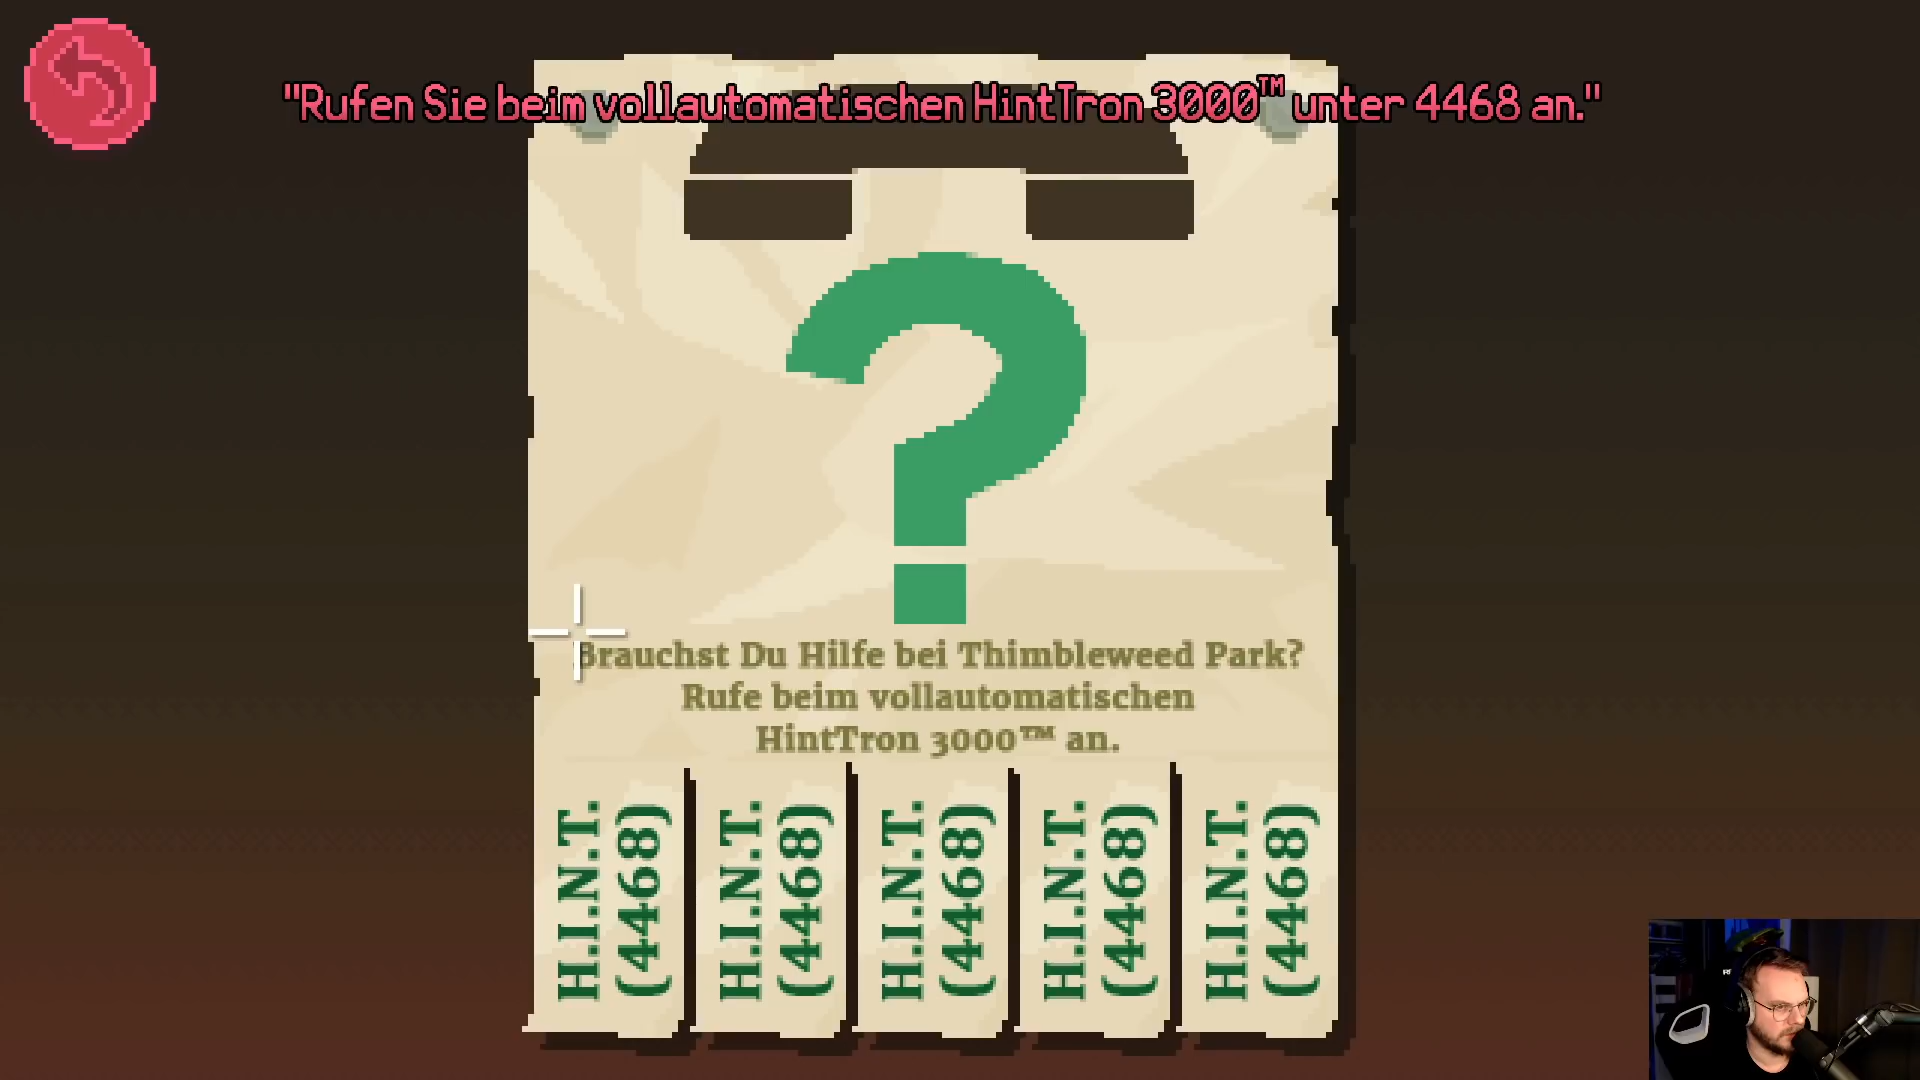 "Rufen Sie beim vollautomatischen HintTron 3000™ unter 4468 an."
Brauchst Du Hilfe bei Thimbleweed Park?
Rufe beim vollautomatischen
HintTron 3000™ an.
H.I.N.T.
(4468)
H.I.N.T.
(4468)
H.I.N.T.
(4468)
H.I.N.T.
(4468)
H.I.N.T.
(4468)